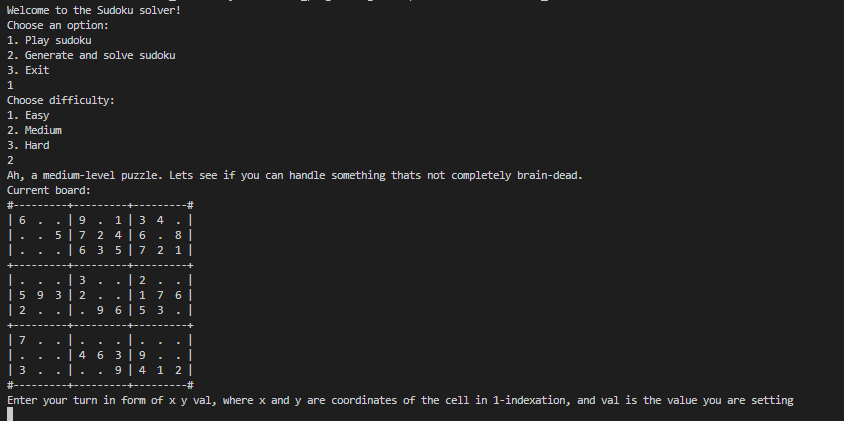 Welcome to the Sudoku solver!
Choose an option:
1. Play sudoku
2. Generate and solve sudoku
3. Exit
1
Choose difficulty:
1. Easy
2. Medium
3. Hard
2
Ah, a medium-level puzzle. Lets see if you can handle something thats not completely brain-dead.
Current board:
#---------+---------+---------#
| 6  .  . | 9  .  1 | 3  4  . |
| .  .  5 | 7  2  4 | 6  .  8 |
| .  .  . | 6  3  5 | 7  2  1 |
+---------+---------+---------+
| .  .  . | 3  .  . | 2  .  . |
| 5  9  3 | 2  .  . | 1  7  6 |
| 2  .  . | .  9  6 | 5  3  . |
+---------+---------+---------+
| 7  .  . | .  .  . | .  .  . |
| .  .  . | 4  6  3 | 9  .  . |
| 3  .  . | .  .  9 | 4  1  2 |
#---------+---------+---------#
Enter your turn in form of x y val, where x and y are coordinates of the cell in 1-indexation, and val is the value you are setting